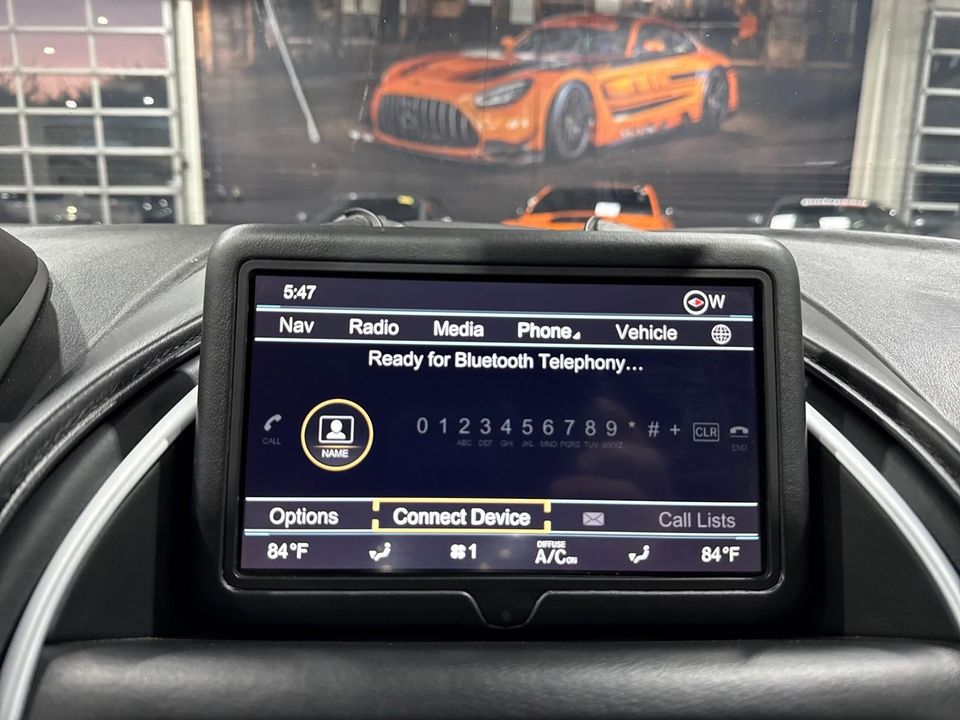 5:47 W
Nav Radio Media Phone Vehicle
Ready for Bluetooth Telephony...
0 1 2 3 4 5 6 7 8 9 * # + CLR
ABC DEF GHI JKL MNO PQRS TUV WXYZ
CALL NAME END
Options Connect Device Call Lists
84°F 1 DIFFUSE A/C ON 84°F